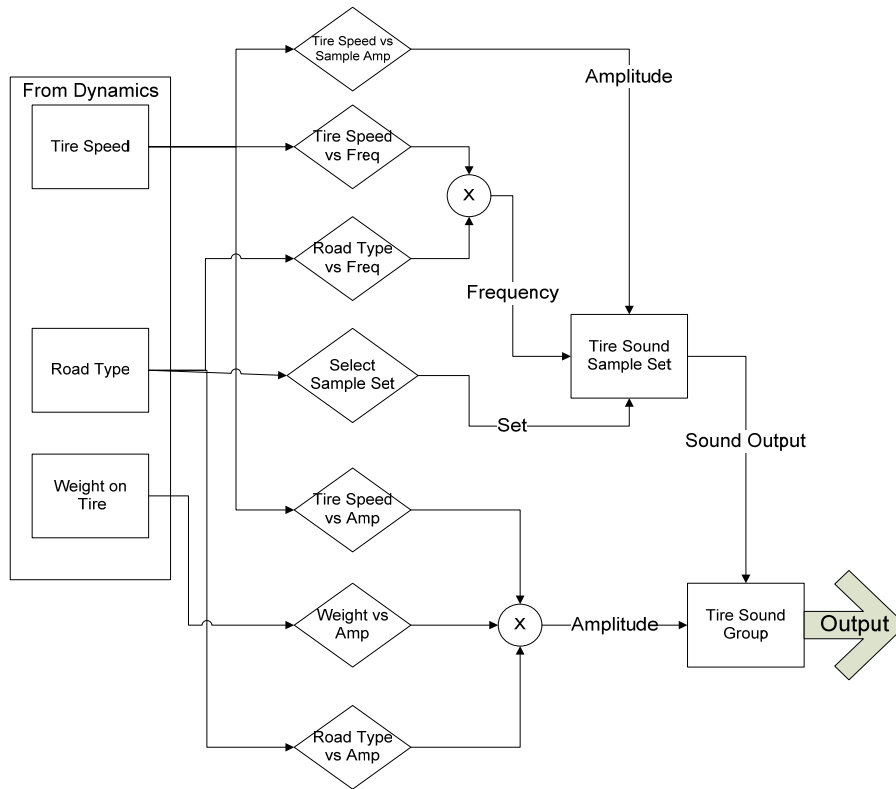 Tire Speed vs
Sample Amp
Amplitude
From Dynamics
Tire Speed
Tire Speed
vs Freq
X
Road Type
vs Freq
Frequency
Road Type
Select
Sample Set
Tire Sound
Sample Set
Set
Sound Output
Weight on
Tire
Tire Speed
vs Amp
Weight vs
Amp
X
Amplitude
Tire Sound
Group
Output
Road Type
vs Amp